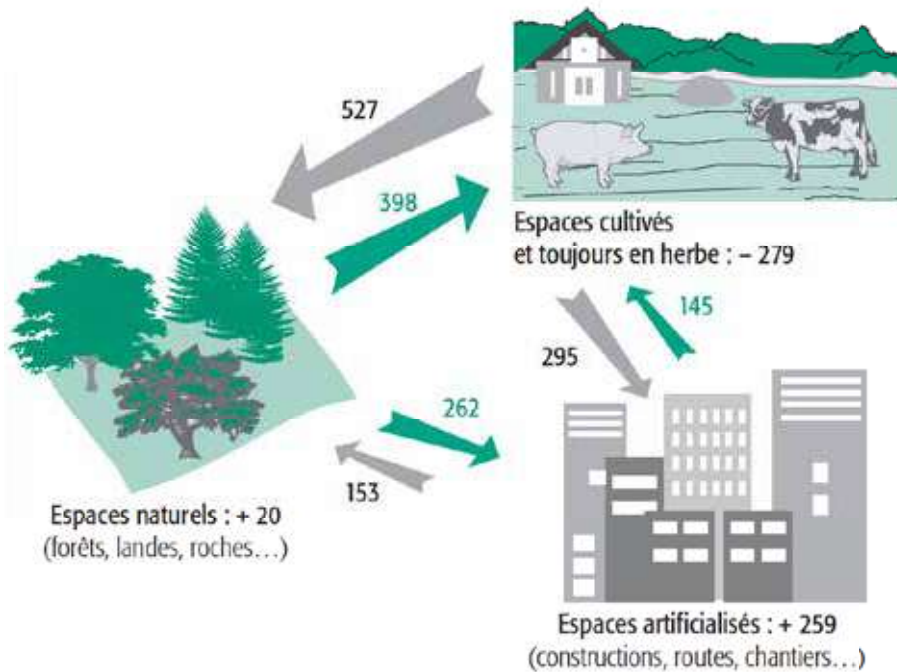 527
398
Espaces cultivés
et toujours en herbe : – 279
145
295
262
153
Espaces naturels : + 20
(forêts, landes, roches...)
Espaces artificialisés : + 259
(constructions, routes, chantiers...)